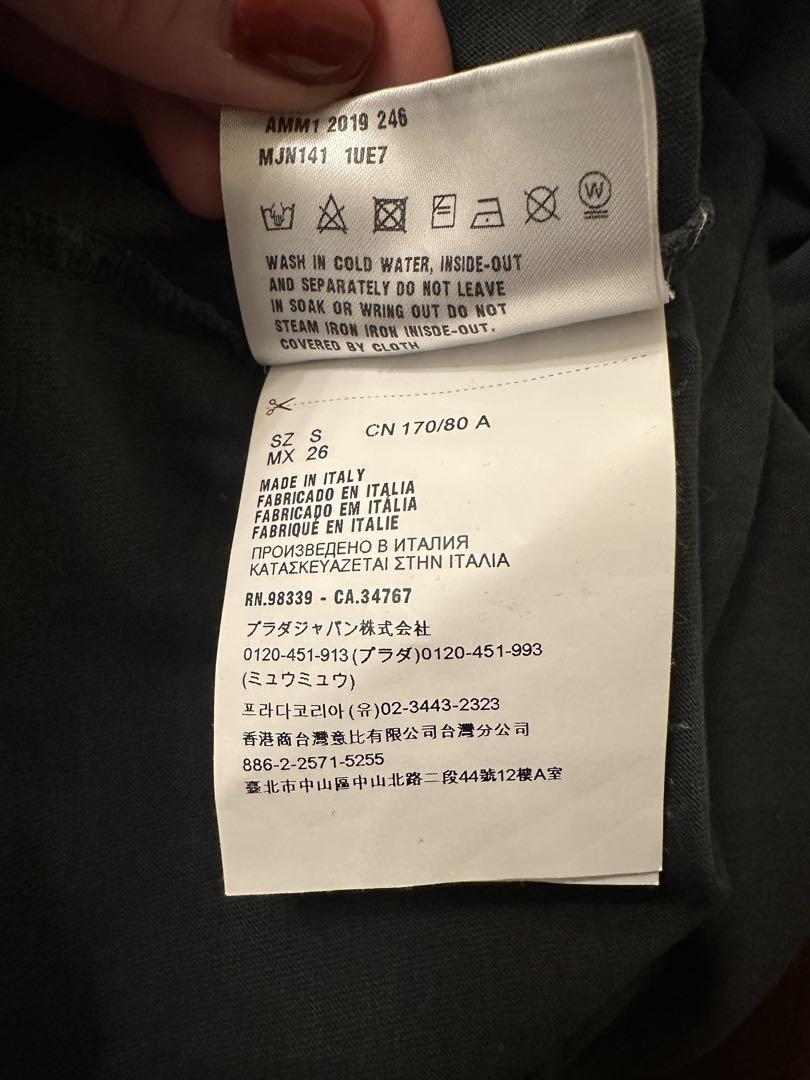 AMM1 2019 246
MJN141 1UE7
W
WASH IN COLD WATER, INSIDE-OUT
AND SEPARATELY DO NOT LEAVE
IN SOAK OR WRING OUT DO NOT
STEAM IRON IRON INISDE-OUT.
COVERED BY CLOTH
SZ S CN 170/80 A
MX 26
MADE IN ITALY
FABRICADO EN ITALIA
FABRICADO EM ITÁLIA
FABRIQUÉ EN ITALIE
ПРОИЗВЕДЕНО В ИТАЛИЯ
ΚΑΤΑΣΚΕΥΑΖΕΤΑΙ ΣΤΗΝ ΙΤΑΛΙΑ
RN.98339 - CA.34767
プラダジャパン株式会社
0120-451-913(プラダ)0120-451-993
(ミュウミュウ)
프라다코리아(유)02-3443-2323
香港商台灣意比有限公司台灣分公司
886-2-2571-5255
臺北市中山區中山北路二段44號12樓A室